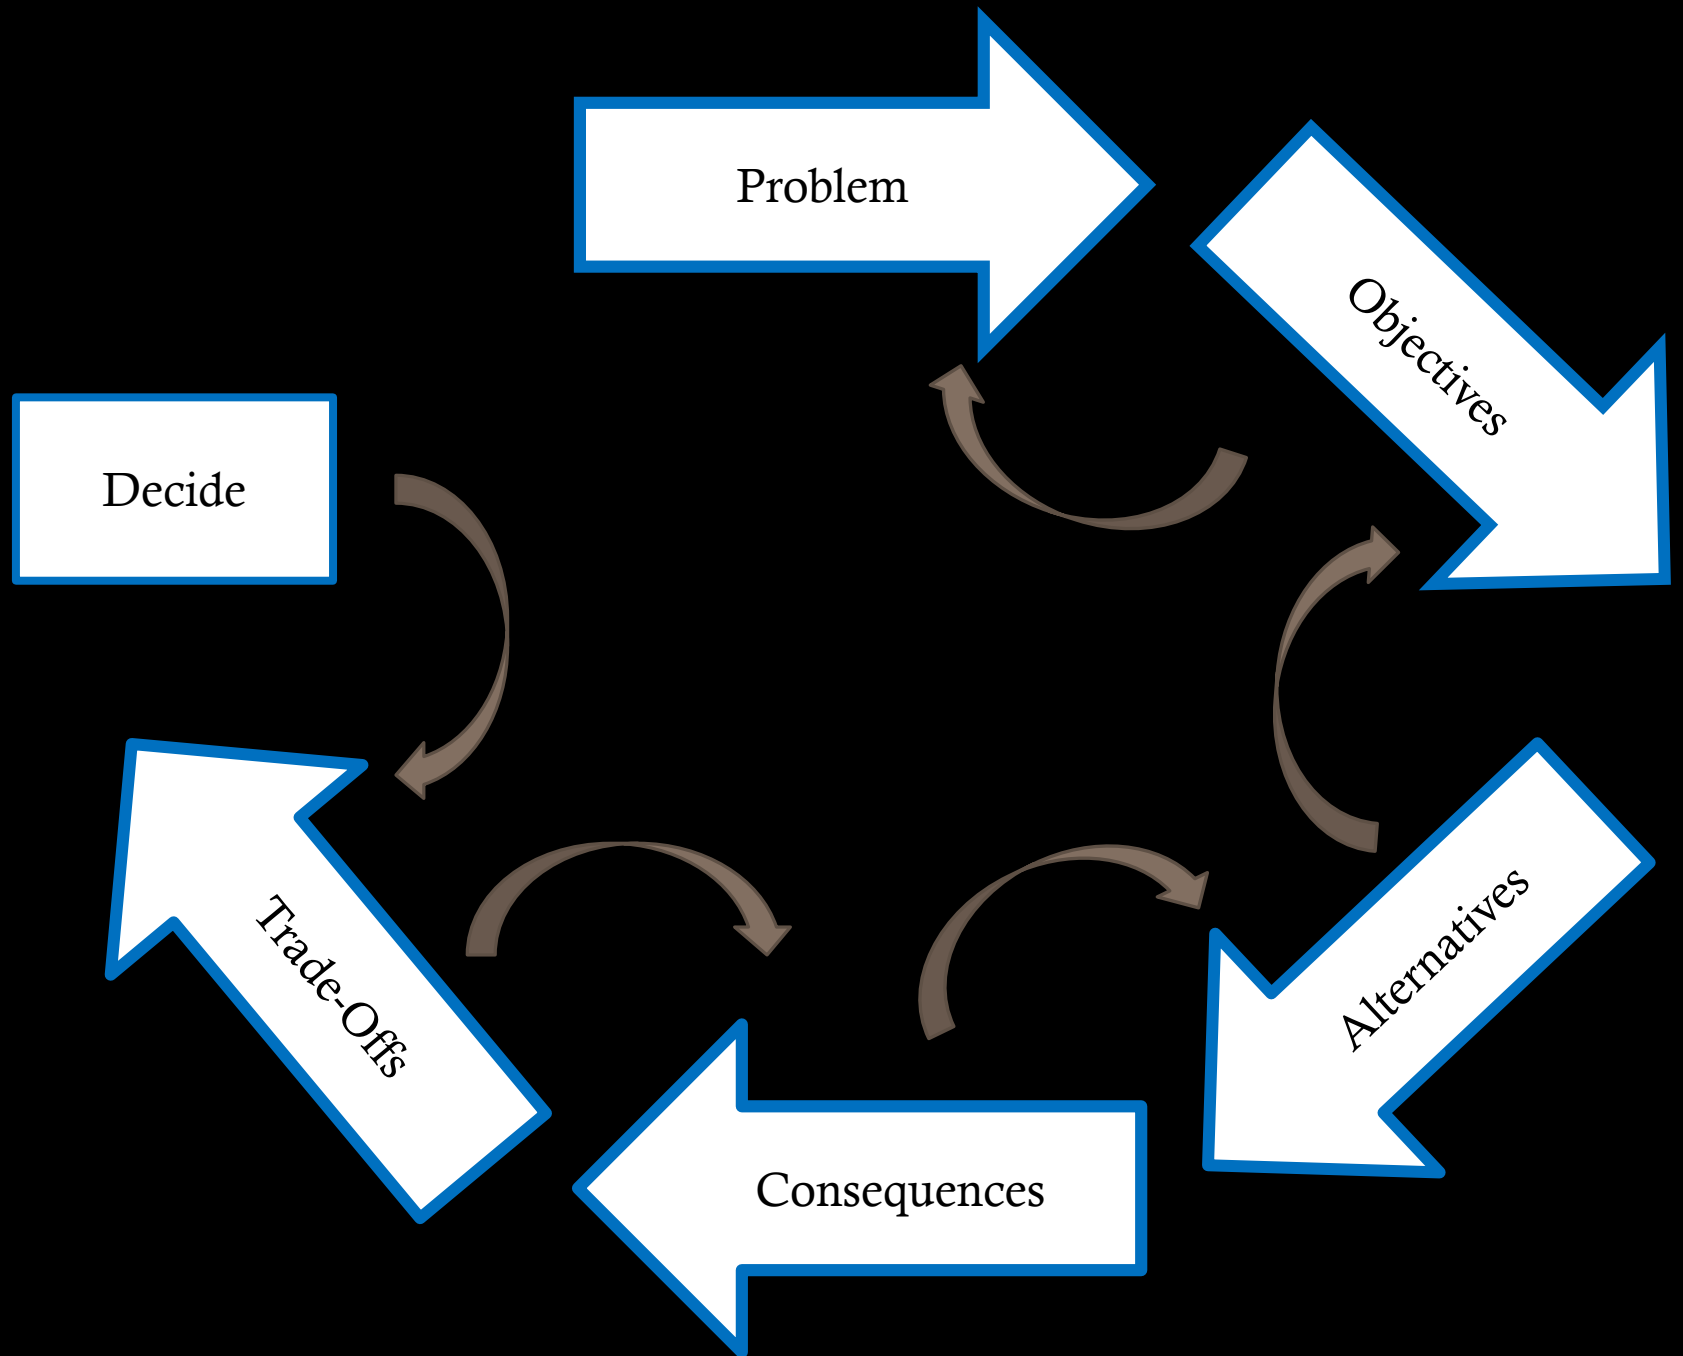 Problem
Objectives
Alternatives
Consequences
Trade-Offs
Decide